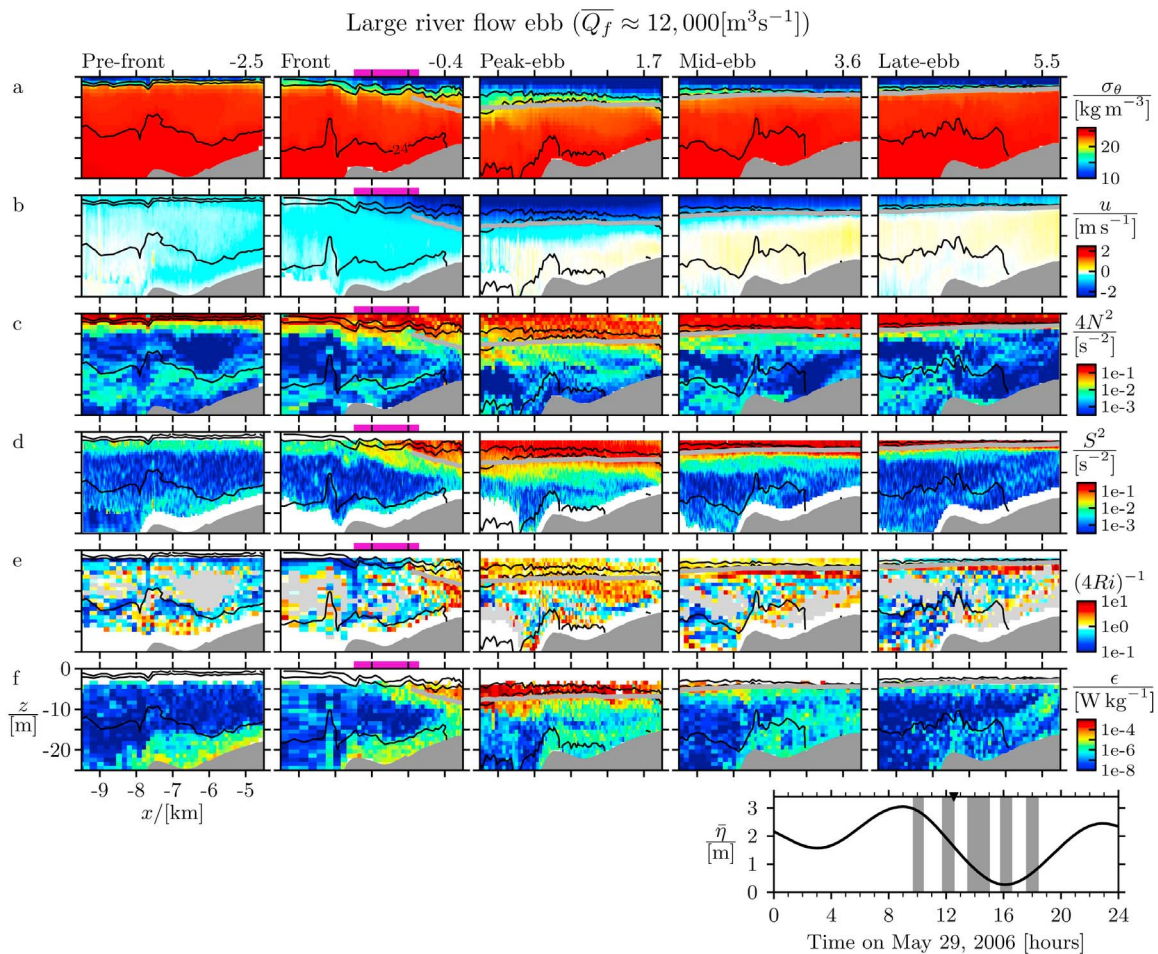 Large river flow ebb (Q̅_f ≈ 12,000[m³s⁻¹])
Pre-front -2.5 Front -0.4 Peak-ebb 1.7 Mid-ebb 3.6 Late-ebb 5.5
a
σ_θ
[kg m⁻³]
20
10
24
b
u
[m s⁻¹]
2
0
-2
c
4N²
[s⁻²]
1e-1
1e-2
1e-3
d
S²
[s⁻²]
1e-1
1e-2
1e-3
e
(4Ri)⁻¹
1e1
1e0
1e-1
f
z
[m]
0
-10
-20
ϵ
[W kg⁻¹]
1e-4
1e-6
1e-8
-9 -8 -7 -6 -5
x/[km]
η̄
[m]
3
2
1
0
0 4 8 12 16 20 24
Time on May 29, 2006 [hours]